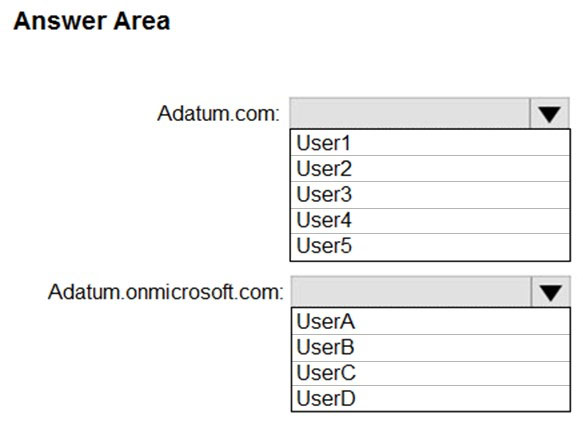 Answer Area
Adatum.com:
User1
User2
User3
User4
User5
Adatum.onmicrosoft.com:
UserA
UserB
UserC
UserD